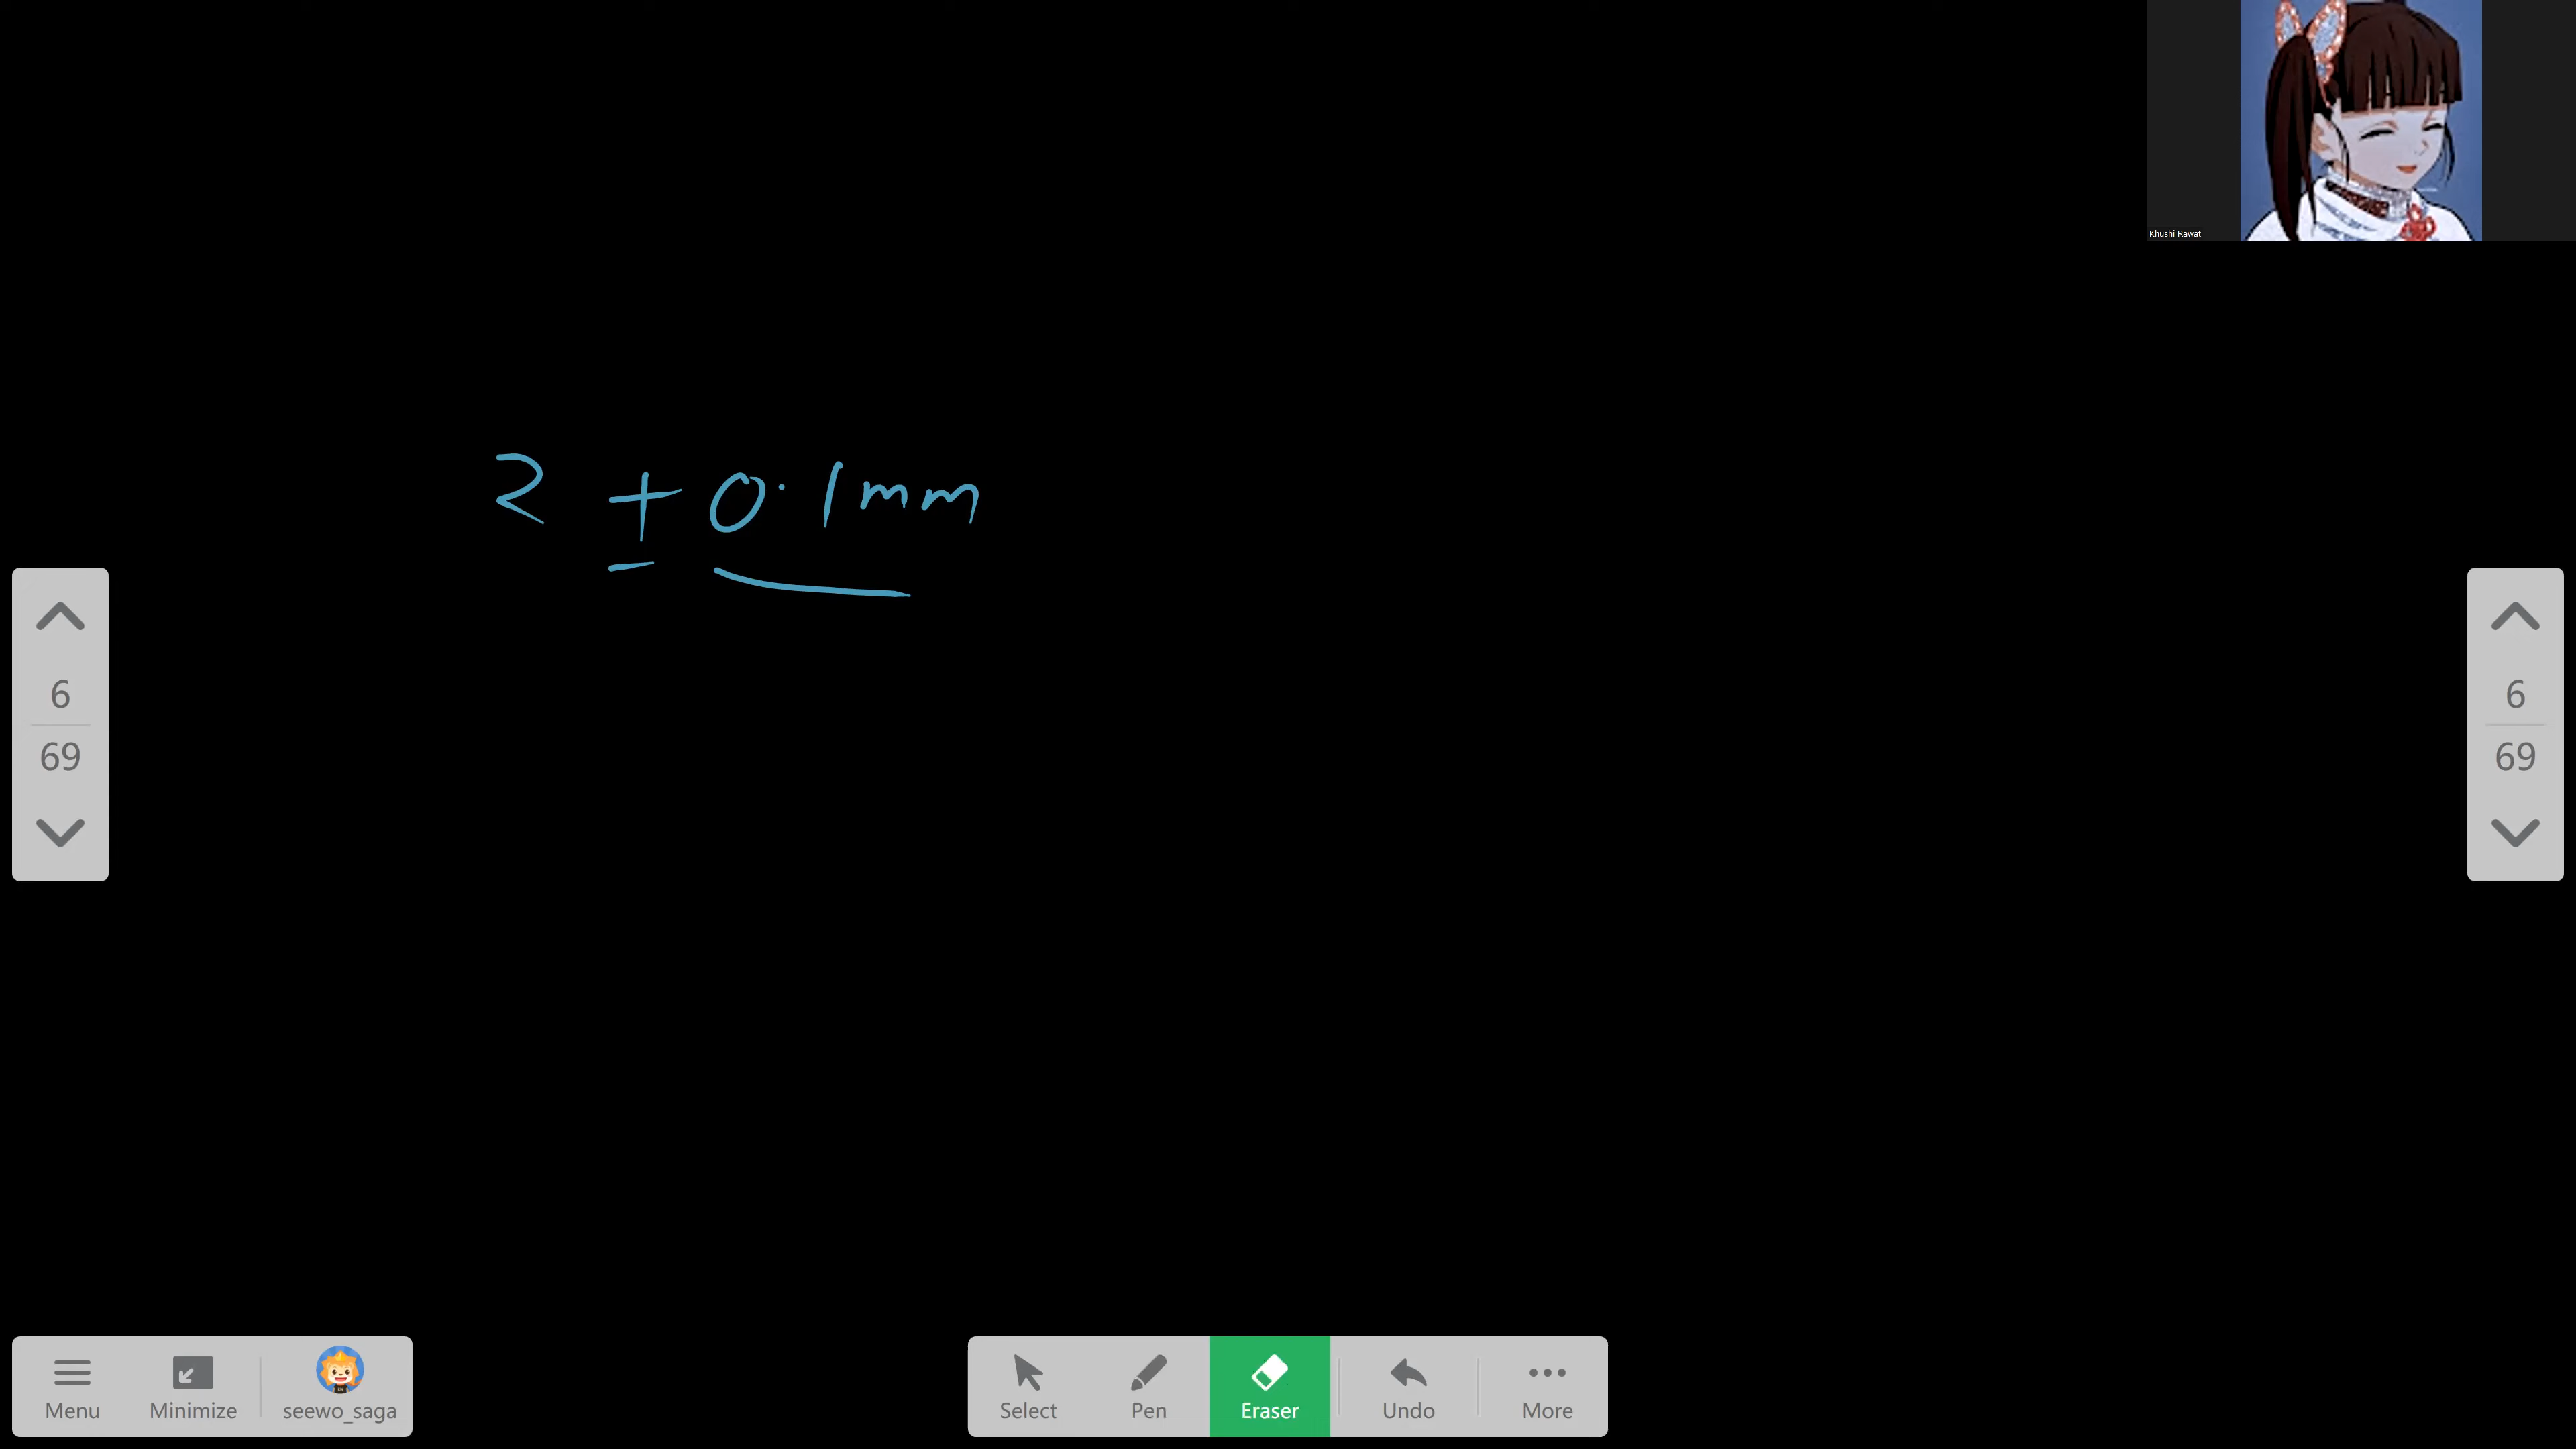 Khushi Rawat
2 ± 0.1mm
6
69
6
69
Menu
Minimize
seewo_saga
Select
Pen
Eraser
Undo
More